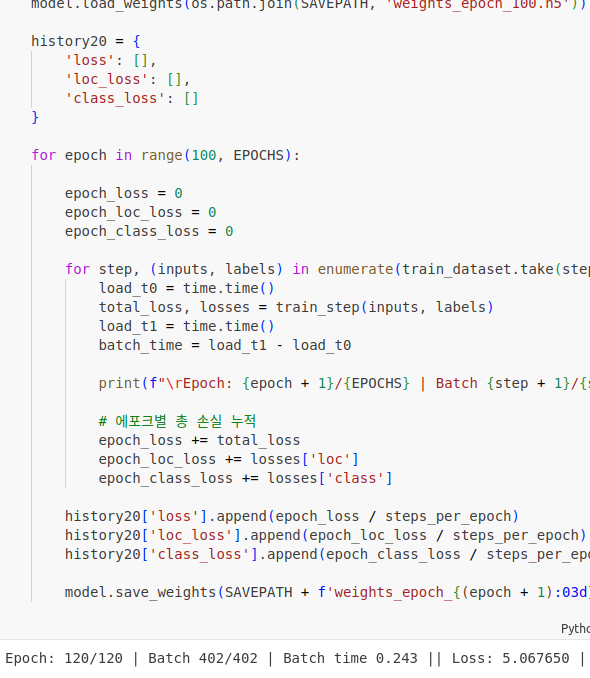 model.load_weights(os.path.join(SAVEPATH, 'weights_epoch_100.h5'))
history20 = {
'loss': [],
'loc_loss': [],
'class_loss': []
}
for epoch in range(100, EPOCHS):
epoch_loss = 0
epoch_loc_loss = 0
epoch_class_loss = 0
for step, (inputs, labels) in enumerate(train_dataset.take(step
load_t0 = time.time()
total_loss, losses = train_step(inputs, labels)
load_t1 = time.time()
batch_time = load_t1 - load_t0
print(f"\rEpoch: {epoch + 1}/{EPOCHS} | Batch {step + 1}/{s
# 에포크별 총 손실 누적
epoch_loss += total_loss
epoch_loc_loss += losses['loc']
epoch_class_loss += losses['class']
history20['loss'].append(epoch_loss / steps_per_epoch)
history20['loc_loss'].append(epoch_loc_loss / steps_per_epoch)
history20['class_loss'].append(epoch_class_loss / steps_per_epo
model.save_weights(SAVEPATH + f'weights_epoch_{(epoch + 1):03d}
Pytho
Epoch: 120/120 | Batch 402/402 | Batch time 0.243 || Loss: 5.067650 |